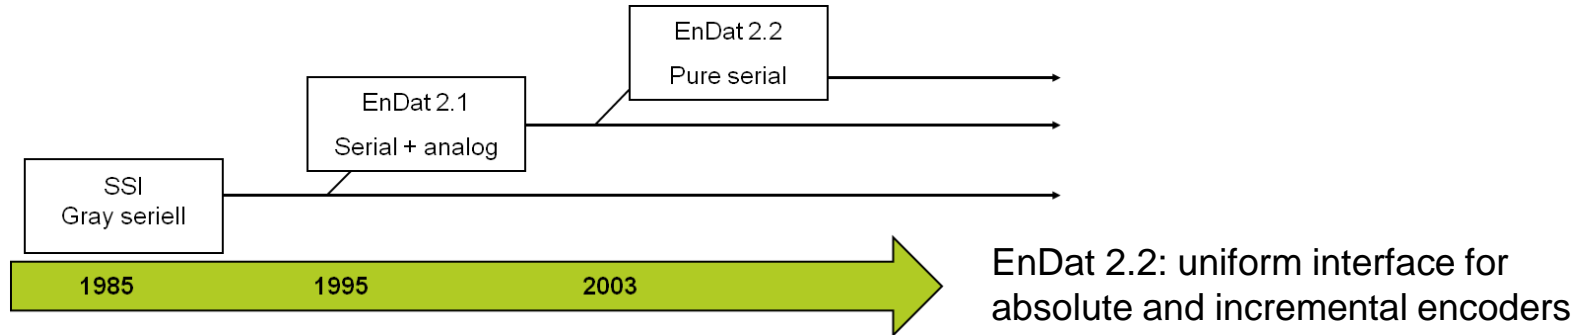 EnDat 2.2
Pure serial
EnDat 2.1
Serial + analog
SSI
Gray seriell
1985
1995
2003
EnDat 2.2: uniform interface for
absolute and incremental encoders